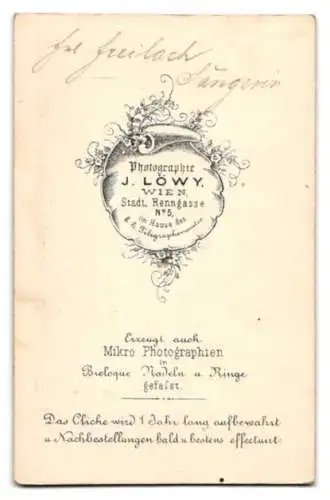 frl Freilach
Sängerin
Photographie
J. LÖWY,
WIEN,
Stadt, Renngasse
No 5,
im Hause des
k. k. Telegraphenamtes
Erzeugt auch
Mikro Photographien
in
Breloque Nadeln u Ringe
gefasst.
Das Cliche wird 1 Jahr lang aufbewahrt
u Nachbestellungen bald u bestens effectuirt.